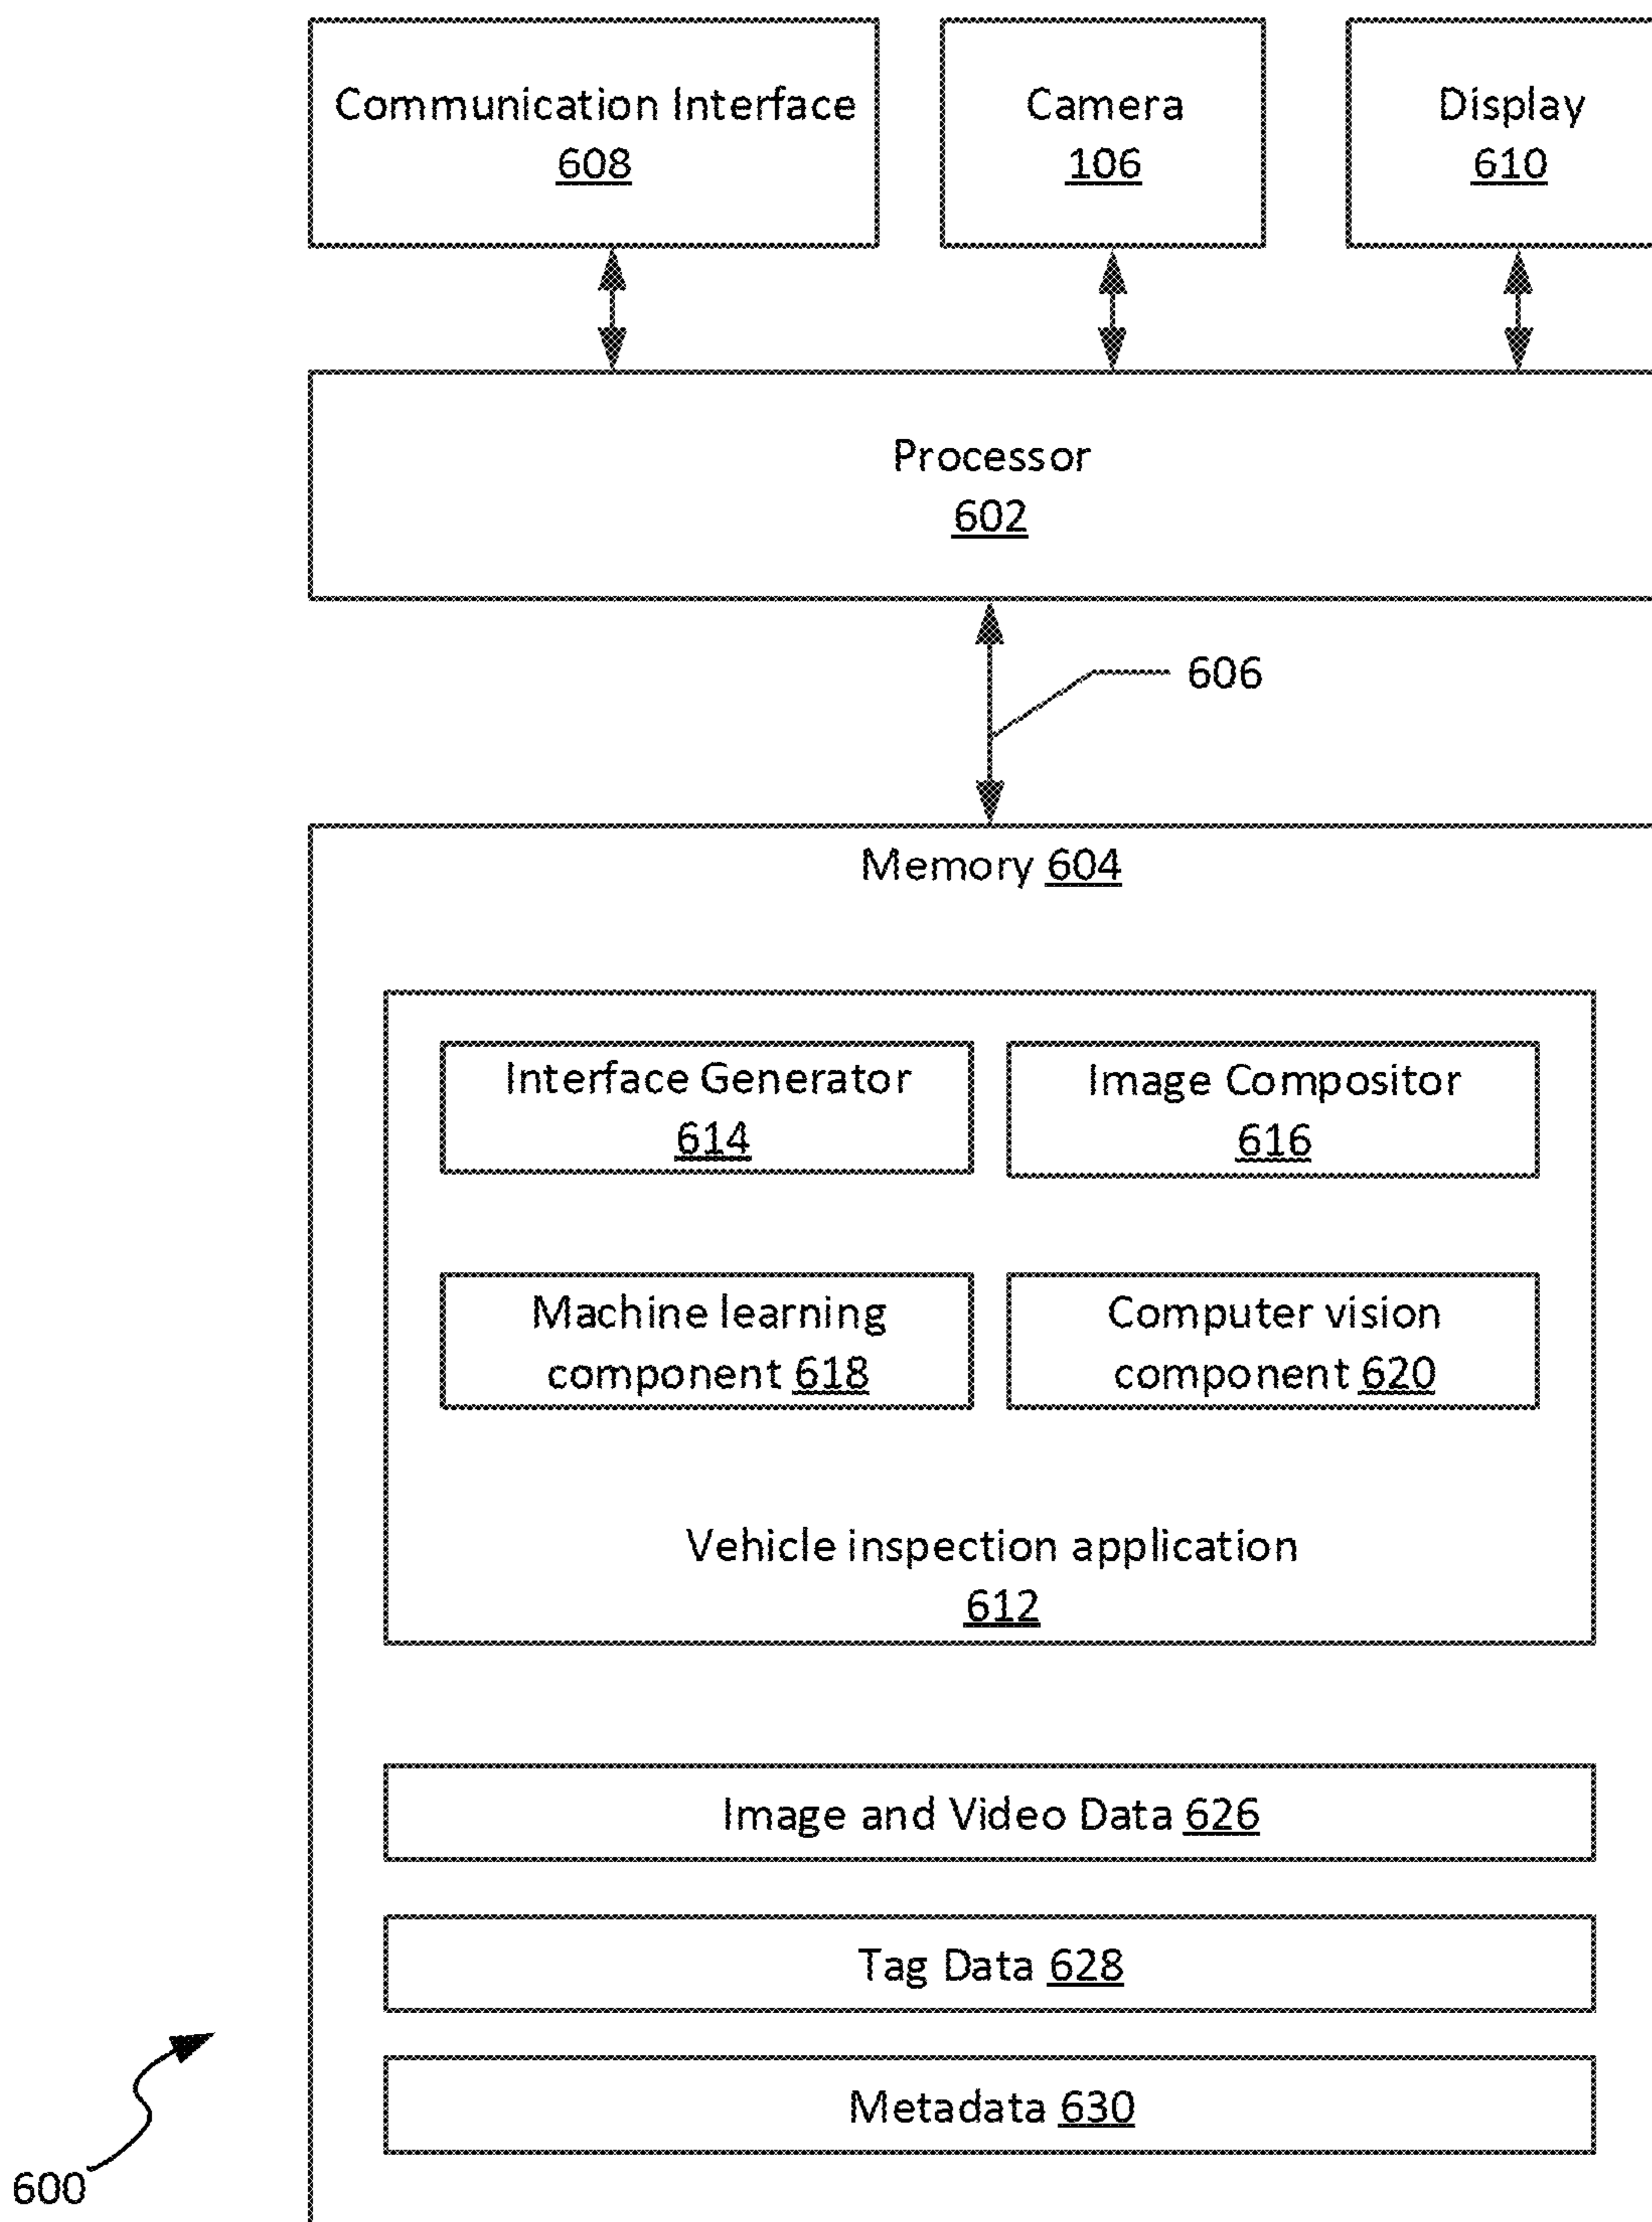 Communication Interface
608
Camera
106
Display
610
Processor
602
606
Memory 604
Interface Generator
614
Image Compositor
616
Machine learning
component 618
Computer vision
component 620
Vehicle inspection application
612
Image and Video Data 626
Tag Data 628
Metadata 630
600